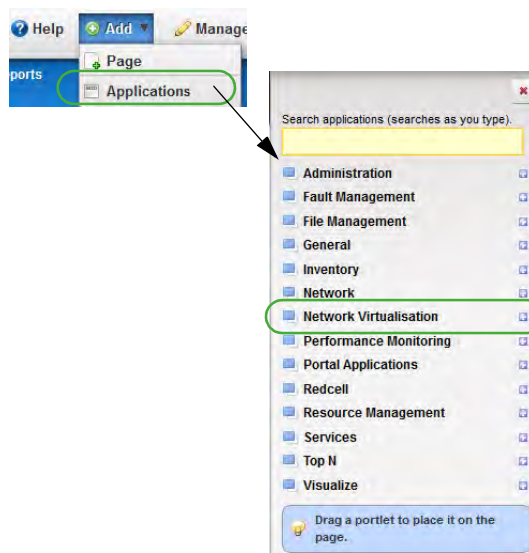 Help Add Manage
ports
Page
Applications
Search applications (searches as you type).
Administration
Fault Management
File Management
General
Inventory
Network
Network Virtualisation
Performance Monitoring
Portal Applications
Redcell
Resource Management
Services
Top N
Visualize
Drag a portlet to place it on the
page.